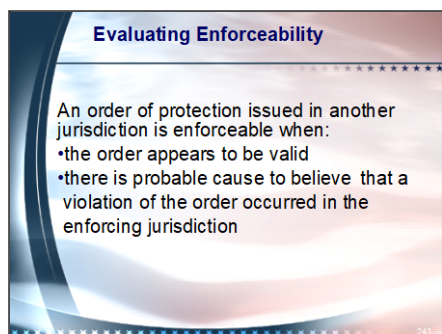 Evaluating Enforceability
An order of protection issued in another
jurisdiction is enforceable when:
•the order appears to be valid
•there is probable cause to believe that a
violation of the order occurred in the
enforcing jurisdiction